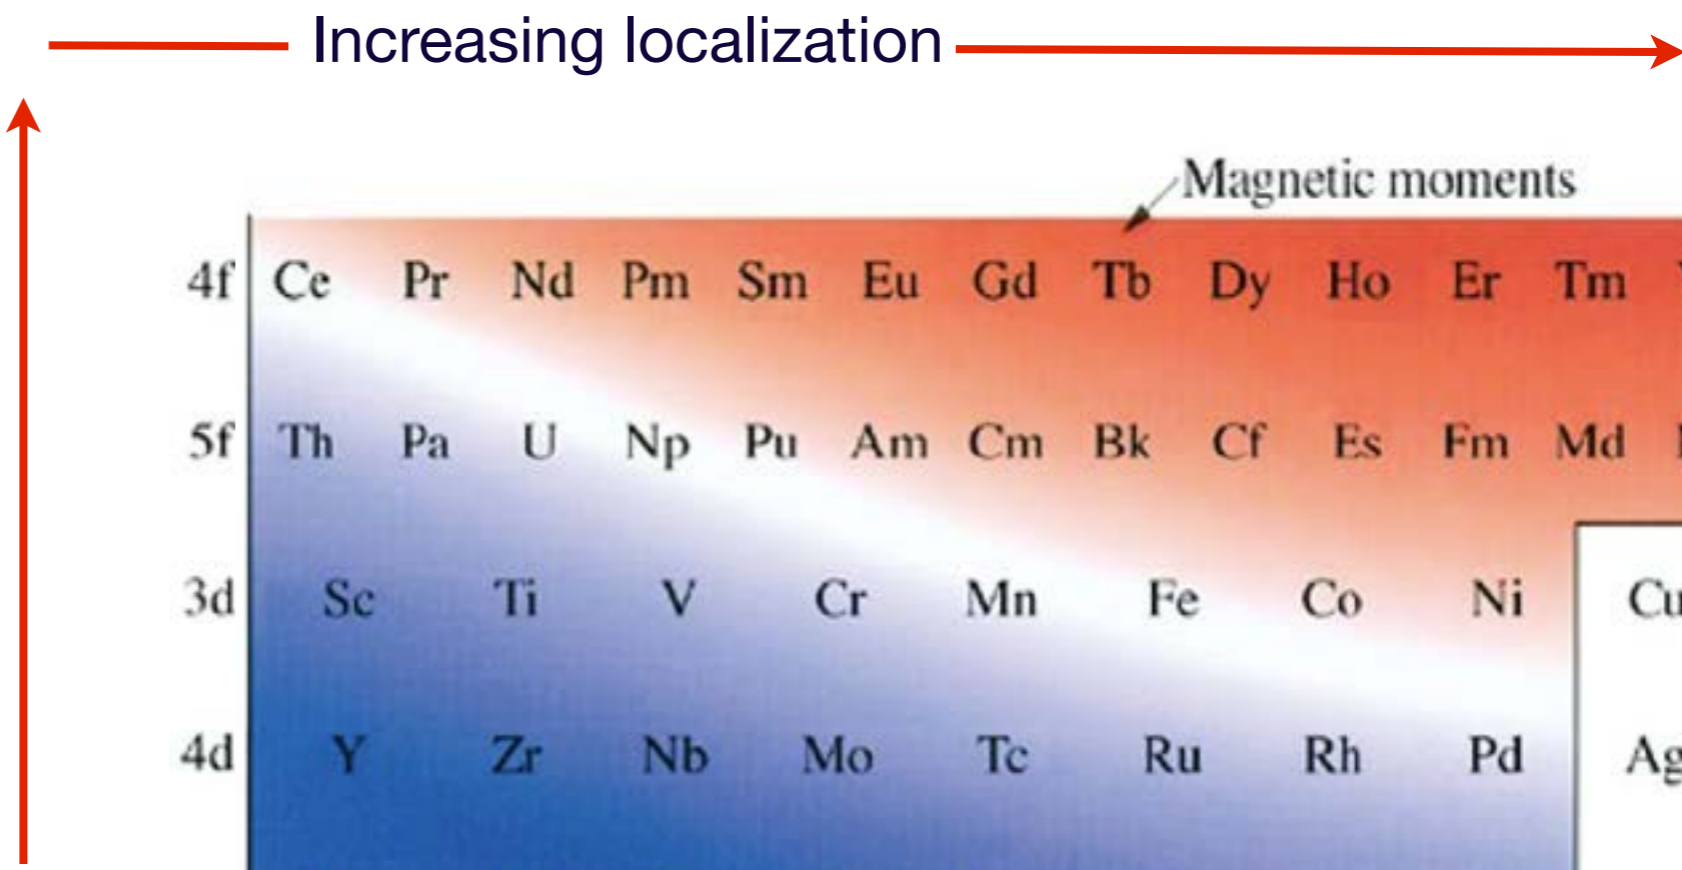 Increasing localization
Magnetic moments
4f Ce Pr Nd Pm Sm Eu Gd Tb Dy Ho Er Tm
5f Th Pa U Np Pu Am Cm Bk Cf Es Fm Md
3d Sc Ti V Cr Mn Fe Co Ni Cu
4d Y Zr Nb Mo Tc Ru Rh Pd Ag